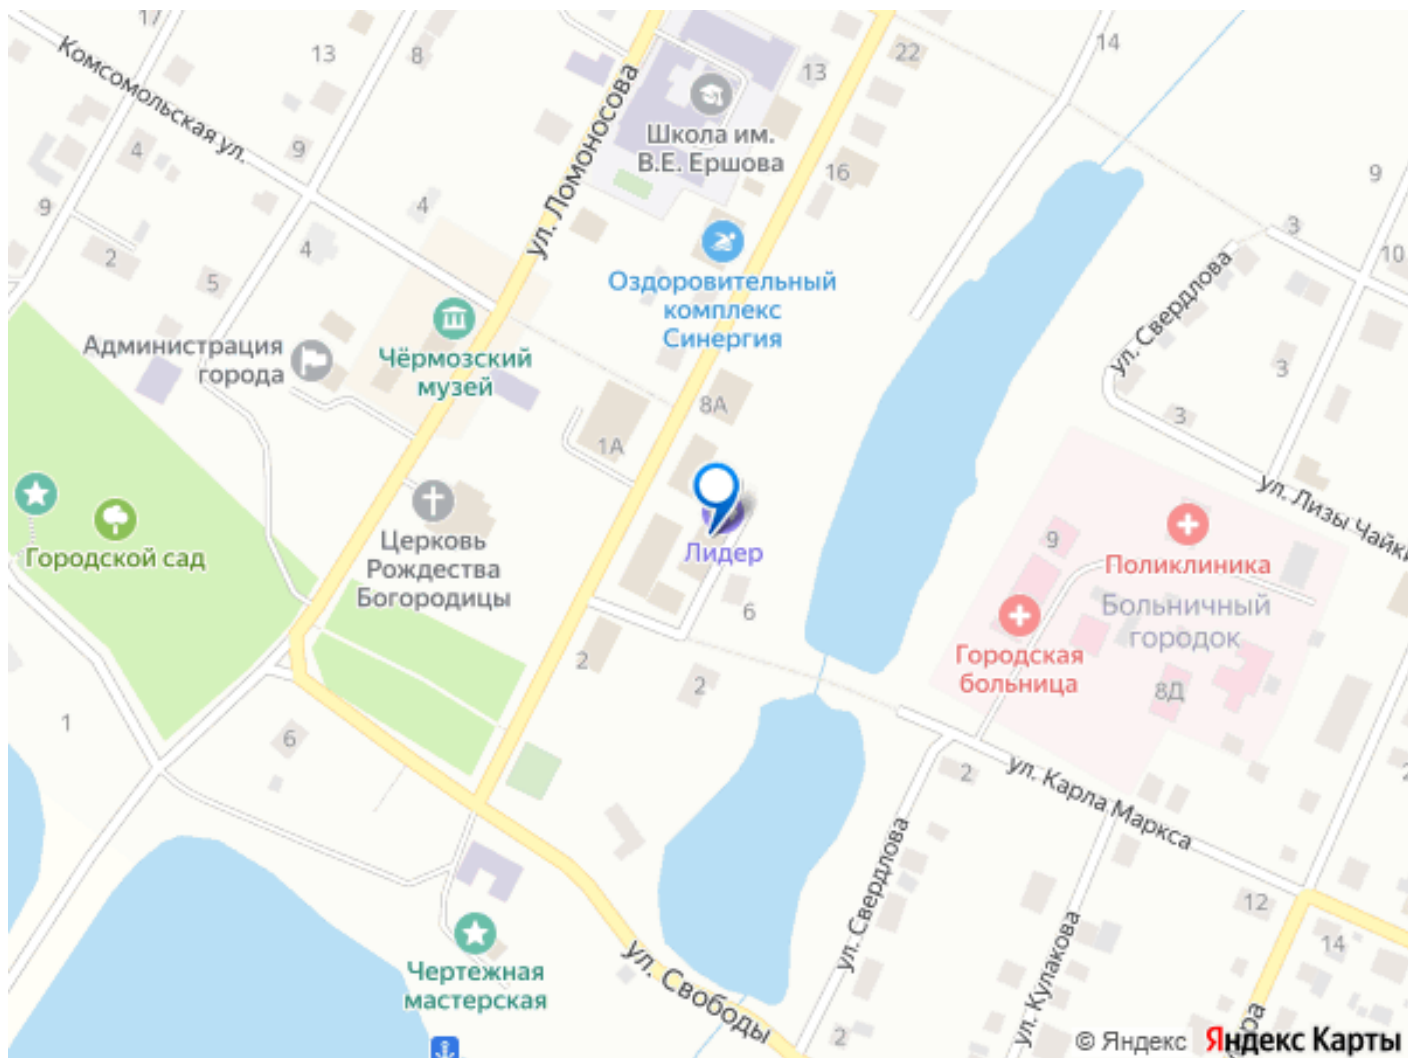 17
Комсомольская ул.
13
8
4
9
9
2
5
4
4
ул. Ломоносова
Школа им.
В.Е. Ершова
13
22
14
16
9
3
10
ул. Свердлова
3
3
Оздоровительный
комплекс
Синергия
Администрация
города
Чёрмозский
музей
8А
1А
Городской сад
Церковь
Рождества
Богородицы
Лидер
6
2
2
ул. Лизы Чайки
9
Поликлиника
Больничный
городок
Городская
больница
8Д
1
6
2
ул. Карла Маркса
ул. Свердлова
ул. Кулакова
12
14
2
Чертежная
мастерская
ул. Свободы
2
© Яндекс Яндекс Карты